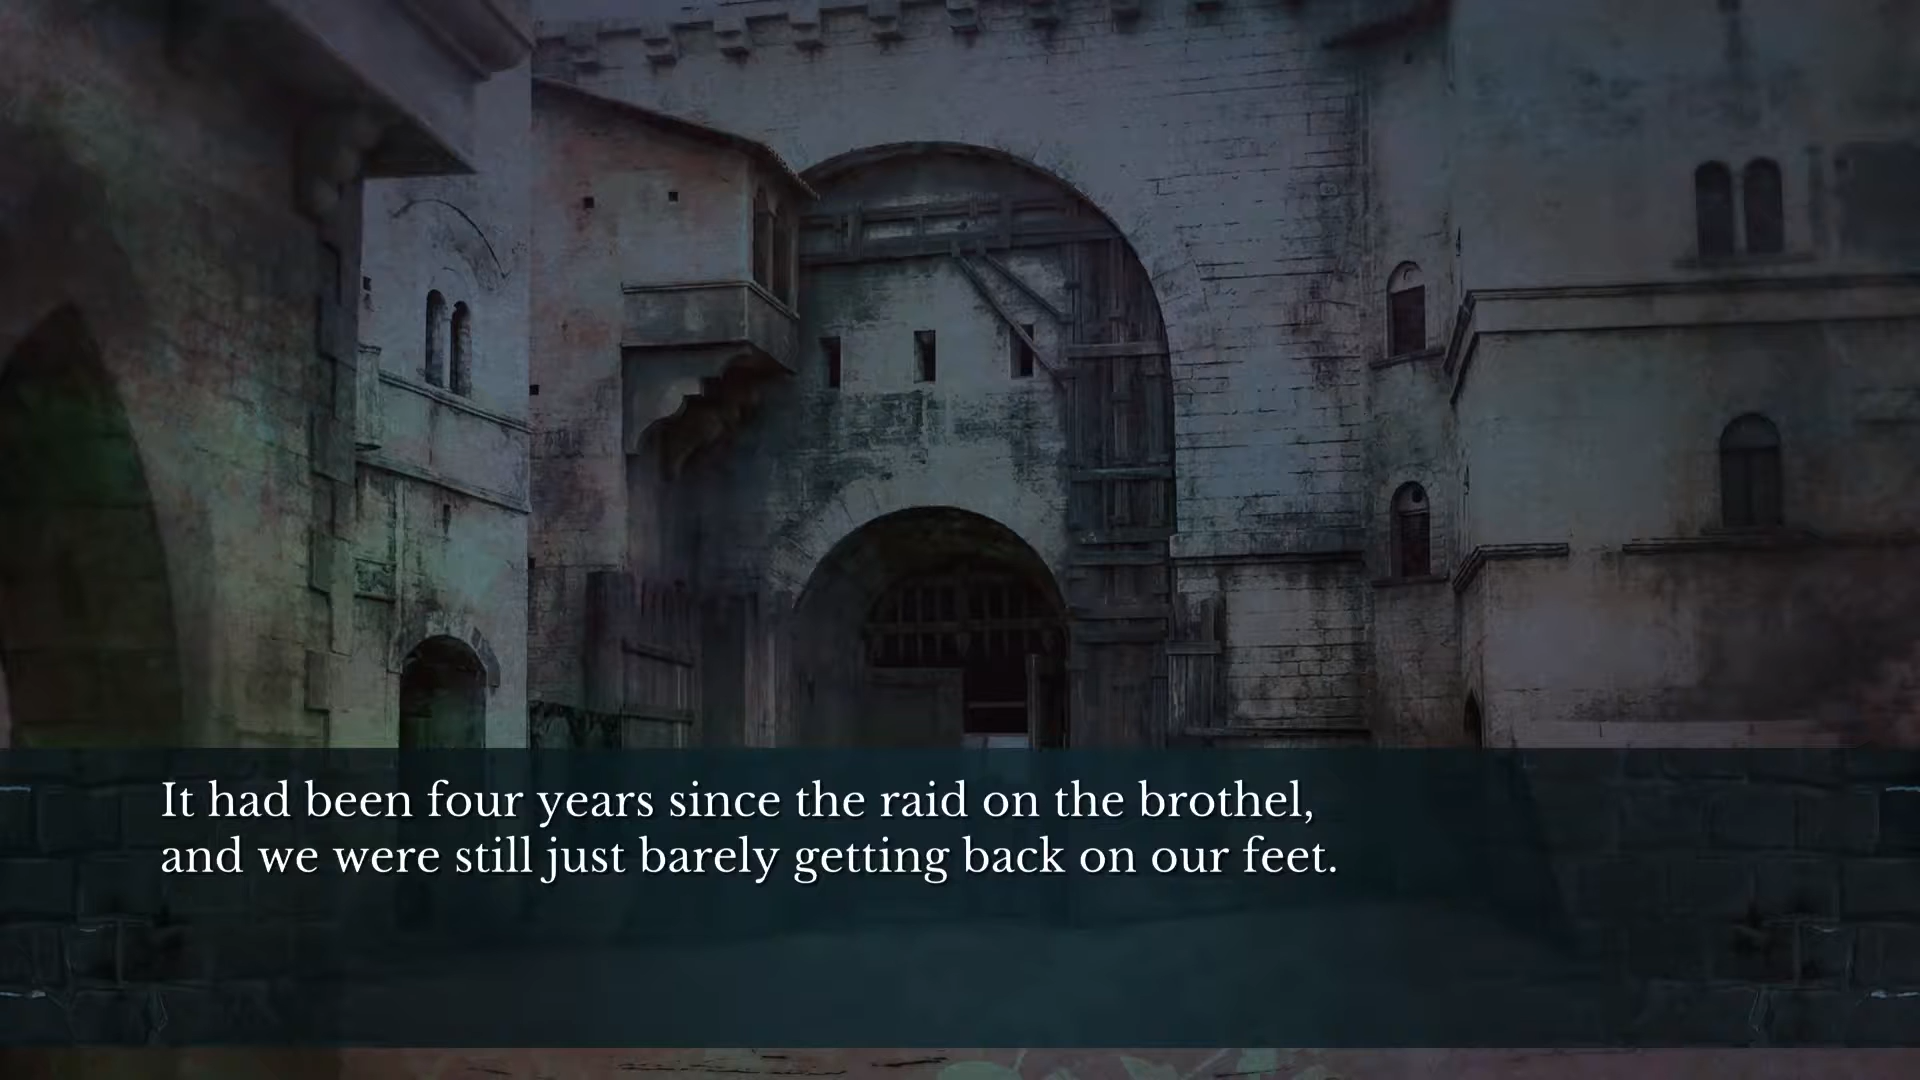 It had been four years since the raid on the brothel,
and we were still just barely getting back on our feet.